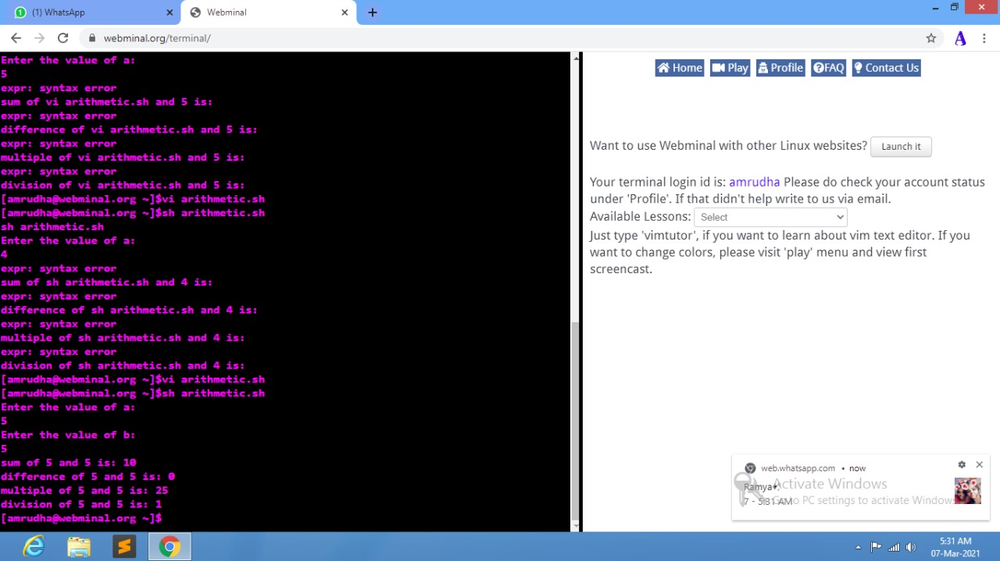 (1) WhatsApp
Webminal
webminal.org/terminal/
Enter the value of a:
5
expr: syntax error
sum of vi arithmetic.sh and 5 is:
expr: syntax error
difference of vi arithmetic.sh and 5 is:
expr: syntax error
multiple of vi arithmetic.sh and 5 is:
expr: syntax error
division of vi arithmetic.sh and 5 is:
[amrudha@webminal.org ~]$vi arithmetic.sh
[amrudha@webminal.org ~]$sh arithmetic.sh
sh arithmetic.sh
Enter the value of a:
4
expr: syntax error
sum of sh arithmetic.sh and 4 is:
expr: syntax error
difference of sh arithmetic.sh and 4 is:
expr: syntax error
multiple of sh arithmetic.sh and 4 is:
expr: syntax error
division of sh arithmetic.sh and 4 is:
[amrudha@webminal.org ~]$vi arithmetic.sh
[amrudha@webminal.org ~]$sh arithmetic.sh
Enter the value of a:
5
Enter the value of b:
5
sum of 5 and 5 is: 10
difference of 5 and 5 is: 0
multiple of 5 and 5 is: 25
division of 5 and 5 is: 1
[amrudha@webminal.org ~]$
Home Play Profile FAQ Contact Us
Want to use Webminal with other Linux websites? Launch it
Your terminal login id is: amrudha Please do check your account status
under 'Profile'. If that didn't help write to us via email.
Available Lessons: Select
Just type 'vimtutor', if you want to learn about vim text editor. If you
want to change colors, please visit 'play' menu and view first
screencast.
web.whatsapp.com • now
Ramya
7 - 5:31 AM
Activate Windows
Go to PC settings to activate Windows
5:31 AM
07-Mar-2021